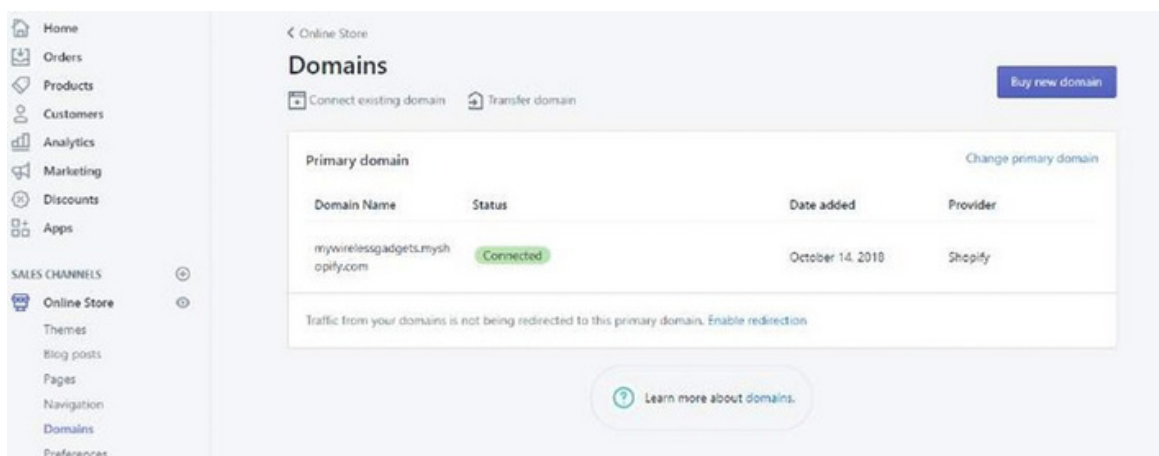 Home
Orders
Products
Customers
Analytics
Marketing
Discounts
Apps
SALES CHANNELS
Online Store
Themes
Blog posts
Pages
Navigation
Domains
Preferences
Online Store
Domains
Connect existing domain Transfer domain
Buy new domain
Primary domain
Change primary domain
Domain Name Status Date added Provider
mywirelessgadgets.mysh
opify.com
Connected October 14, 2018 Shopify
Traffic from your domains is not being redirected to this primary domain. Enable redirection
Learn more about domains.